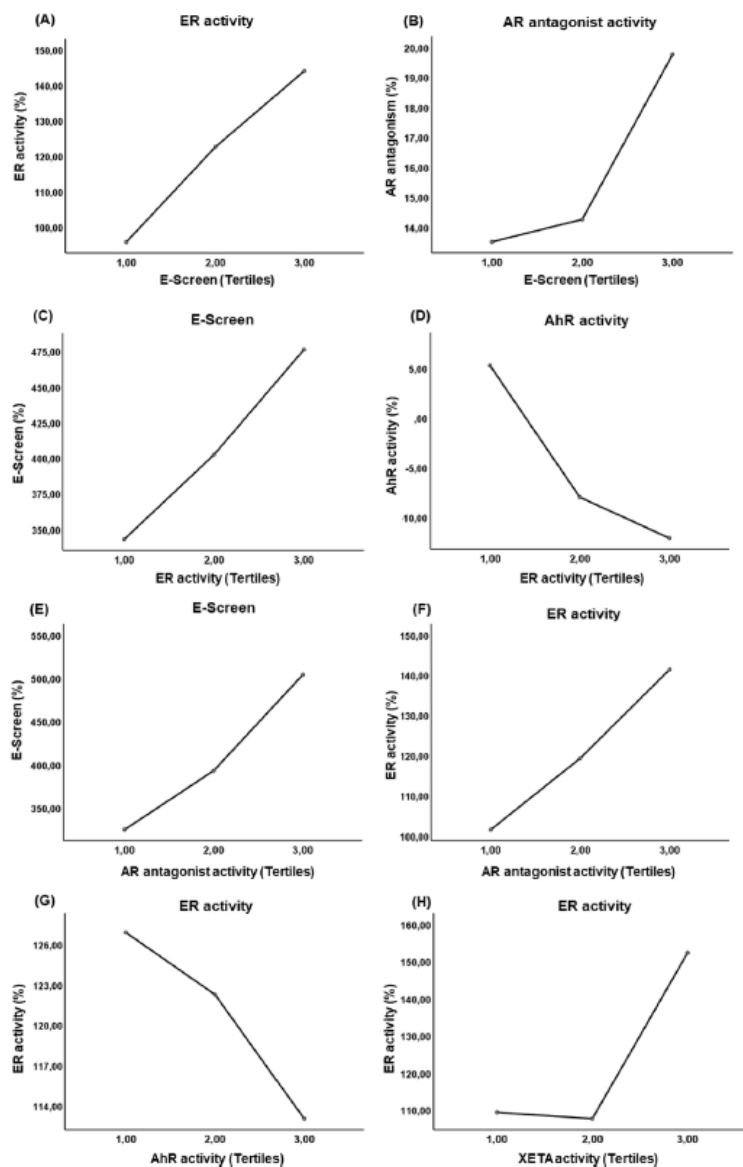 (A)
ER activity
150,00
140,00
130,00
120,00
110,00
100,00
ER activity (%)
1,00 2,00 3,00
E-Screen (Tertiles)
(B)
AR antagonist activity
20,00
19,00
18,00
17,00
16,00
15,00
14,00
AR antagonism (%)
1,00 2,00 3,00
E-Screen (Tertiles)
(C)
E-Screen
475,00
450,00
425,00
400,00
375,00
350,00
E-Screen (%)
1,00 2,00 3,00
ER activity (Tertiles)
(D)
AhR activity
5,00
,00
-5,00
-10,00
AhR activity (%)
1,00 2,00 3,00
ER activity (Tertiles)
(E)
E-Screen
550,00
500,00
450,00
400,00
350,00
E-Screen (%)
1,00 2,00 3,00
AR antagonist activity (Tertiles)
(F)
ER activity
150,00
140,00
130,00
120,00
110,00
100,00
ER activity (%)
1,00 2,00 3,00
AR antagonist activity (Tertiles)
(G)
ER activity
126,00
123,00
120,00
117,00
114,00
ER activity (%)
1,00 2,00 3,00
AhR activity (Tertiles)
(H)
ER activity
160,00
150,00
140,00
130,00
120,00
110,00
ER activity (%)
1,00 2,00 3,00
XETA activity (Tertiles)